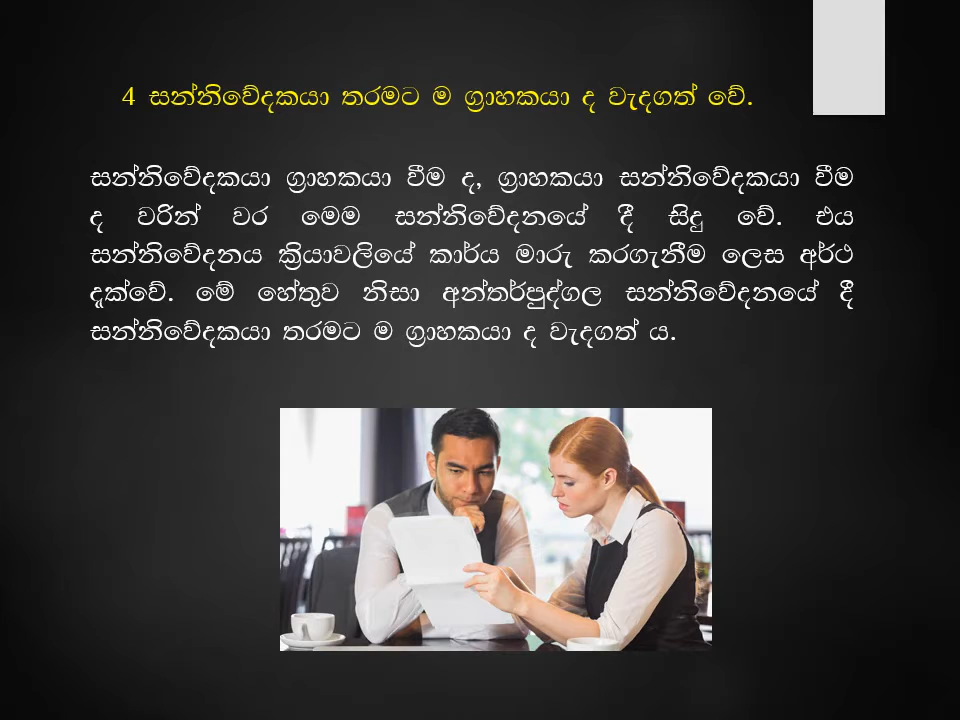 4 සන්නිවේදකයා තරමට ම ග්‍රාහකයා ද වැදගත් වේ.
සන්නිවේදකයා ග්‍රාහකයා වීම ද, ග්‍රාහකයා සන්නිවේදකයා වීම
ද වරින් වර මෙම සන්නිවේදනයේ දී සිදු වේ. එය
සන්නිවේදනය ක්‍රියාවලියේ කාර්ය මාරු කරගැනීම ලෙස අර්ථ
දැක්වේ. මේ හේතුව නිසා අන්තර්පුද්ගල සන්නිවේදනයේ දී
සන්නිවේදකයා තරමට ම ග්‍රාහකයා ද වැදගත් ය.